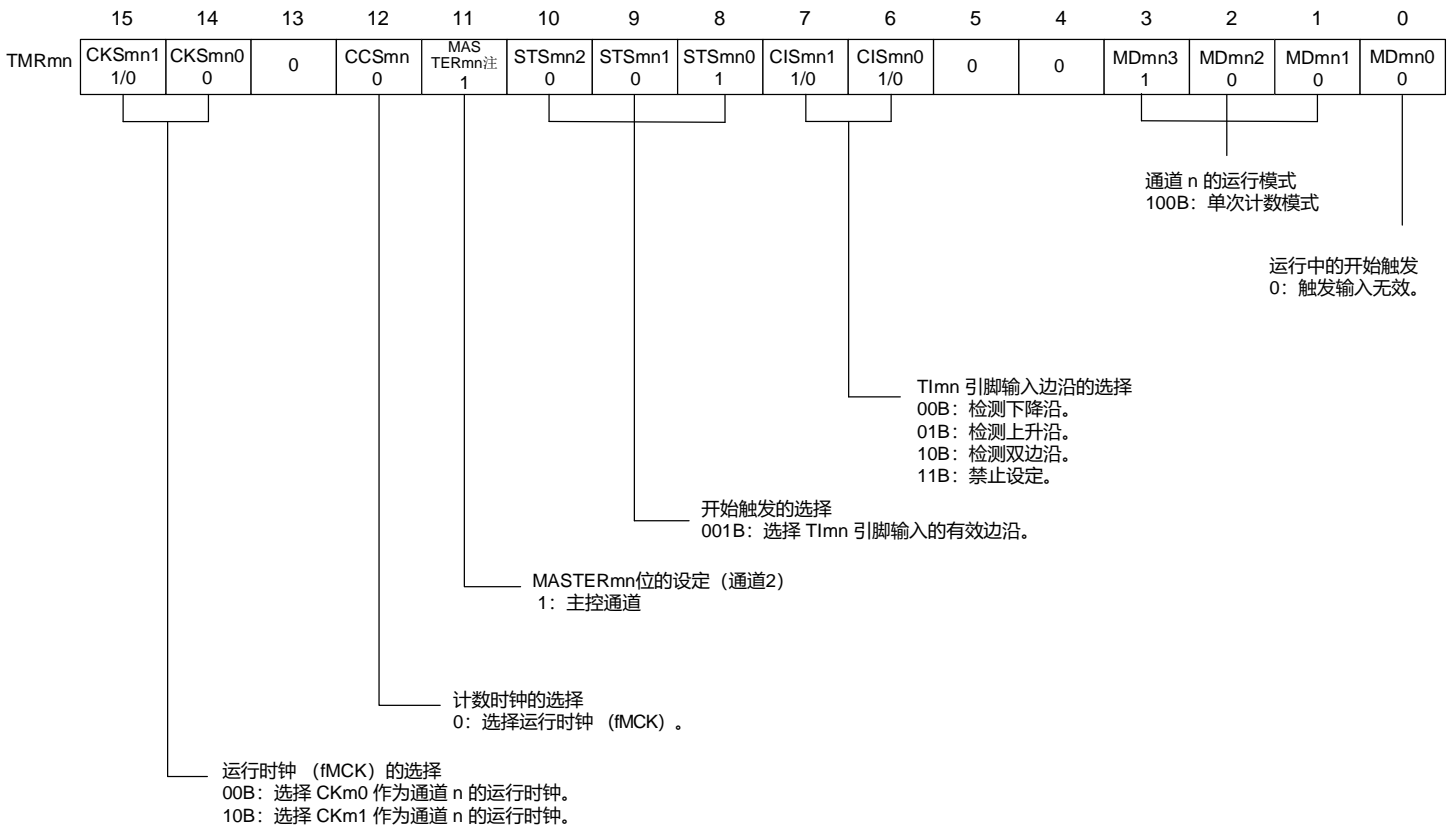 15 14 13 12 11 10 9 8 7 6 5 4 3 2 1 0
TMRmn CKSmn1 1/0 CKSmn0 0 0 CCSmn 0 MAS TERmn注 1 STSmn2 0 STSmn1 0 STSmn0 1 CISmn1 1/0 CISmn0 1/0 0 0 MDmn3 1 MDmn2 0 MDmn1 0 MDmn0 0
通道 n 的运行模式
100B：单次计数模式
运行中的开始触发
0：触发输入无效。
TImn 引脚输入边沿的选择
00B：检测下降沿。
01B：检测上升沿。
10B：检测双边沿。
11B：禁止设定。
开始触发的选择
001B：选择 TImn 引脚输入的有效边沿。
MASTERmn位的设定（通道2）
1：主控通道
计数时钟的选择
0：选择运行时钟 （fMCK）。
运行时钟 （fMCK）的选择
00B：选择 CKm0 作为通道 n 的运行时钟。
10B：选择 CKm1 作为通道 n 的运行时钟。